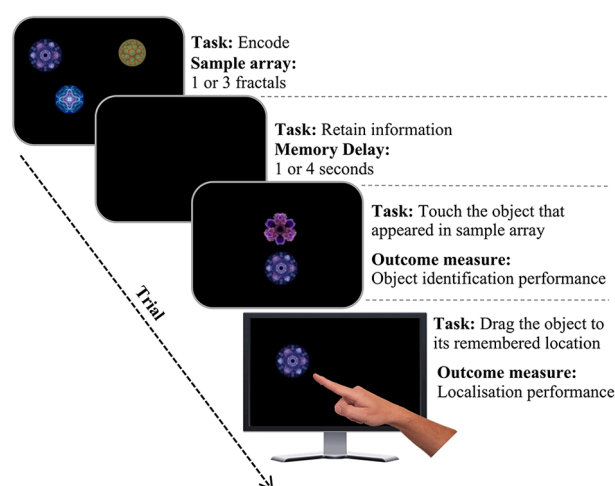 Task: Encode
Sample array:
1 or 3 fractals
Task: Retain information
Memory Delay:
1 or 4 seconds
Task: Touch the object that
appeared in sample array
Outcome measure:
Object identification performance
Trial
Task: Drag the object to
its remembered location
Outcome measure:
Localisation performance